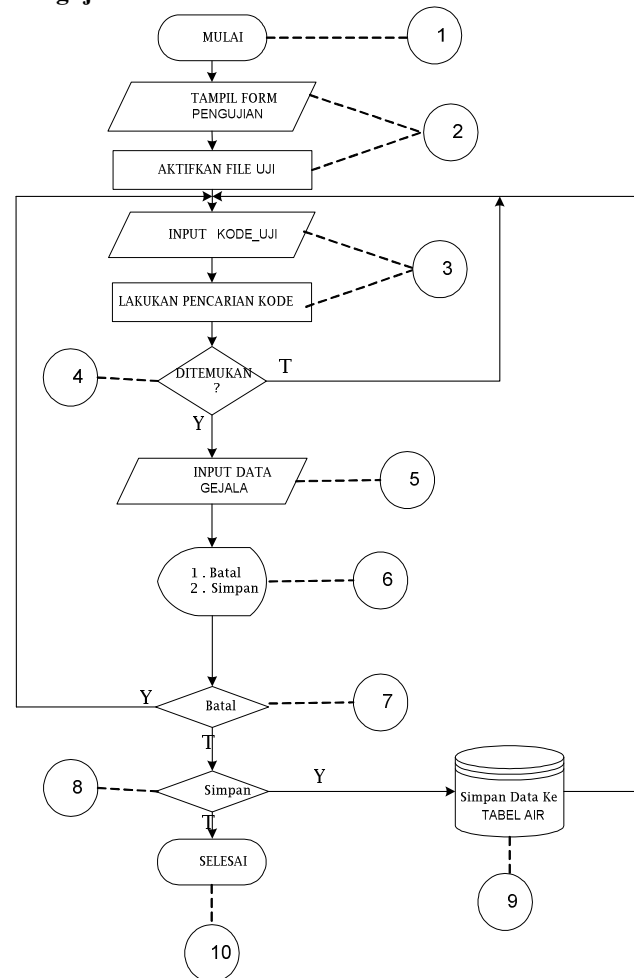 MULAI
1
TAMPIL FORM
PENGUJIAN
2
AKTIFKAN FILE UJI
INPUT KODE_UJI
3
LAKUKAN PENCARIAN KODE
4
DITEMUKAN
?
T
Y
INPUT DATA
GEJALA
5
1 . Batal
2 . Simpan
6
Y
Batal
7
T
8
Simpan
Y
Simpan Data Ke
TABEL AIR
T
SELESAI
9
10